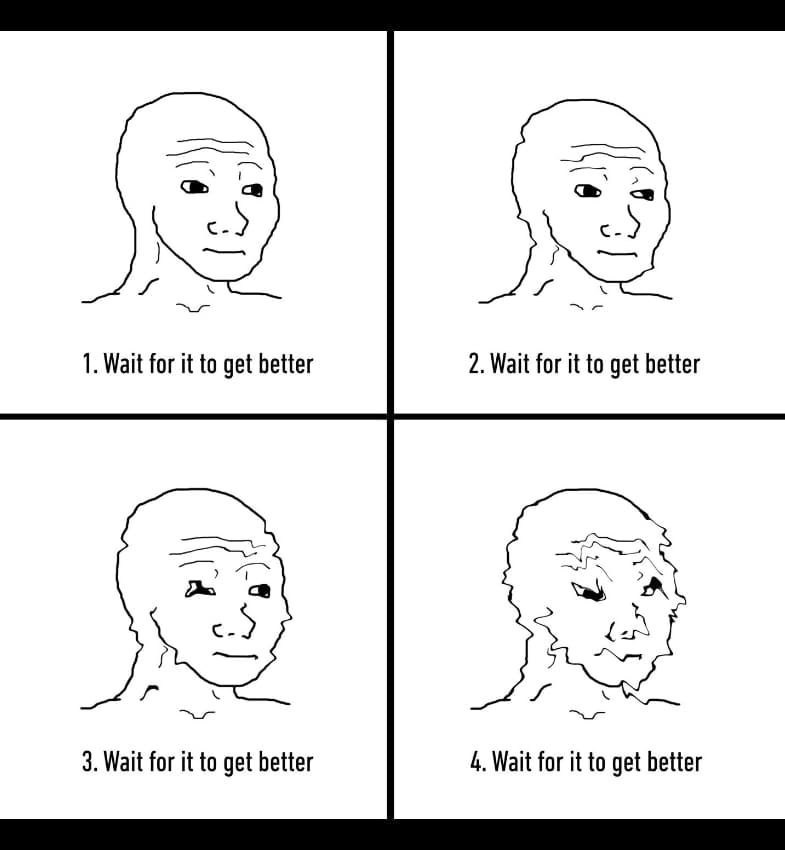 1. Wait for it to get better
2. Wait for it to get better
3. Wait for it to get better
4. Wait for it to get better